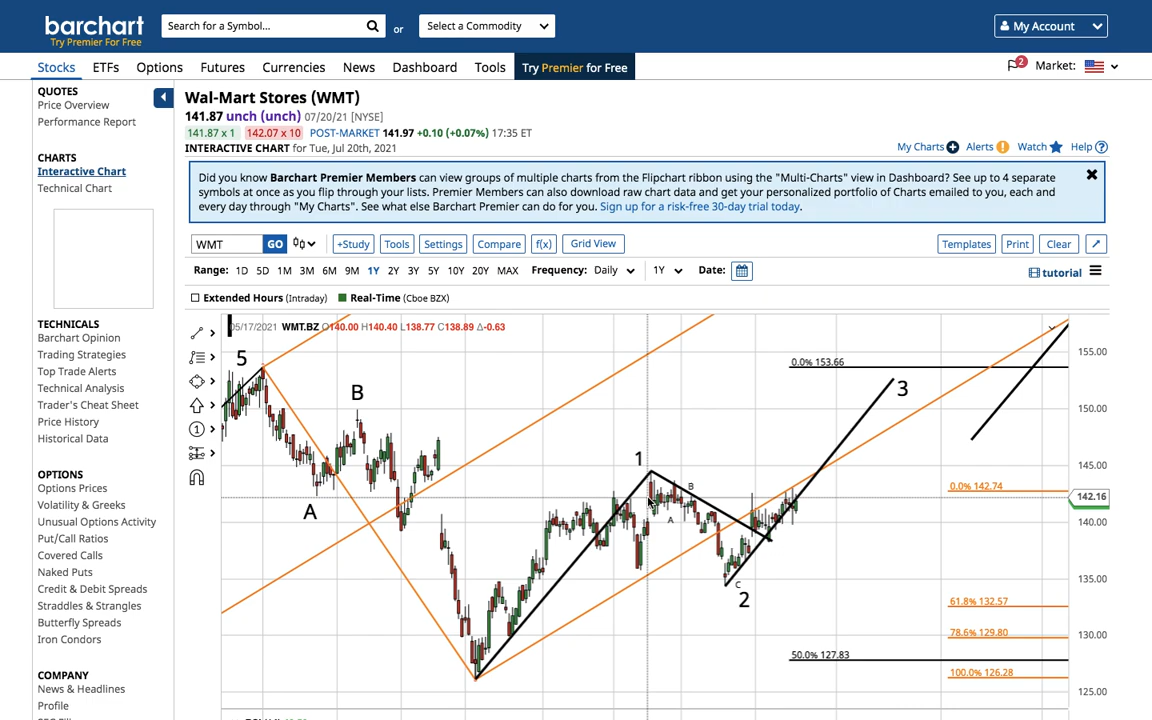 barchart
Try Premier For Free
Search for a Symbol...
or
Select a Commodity
My Account
Stocks ETFs Options Futures Currencies News Dashboard Tools Try Premier for Free
2 Market:
QUOTES
Price Overview
Performance Report
CHARTS
Interactive Chart
Technical Chart
TECHNICALS
Barchart Opinion
Trading Strategies
Top Trade Alerts
Technical Analysis
Trader's Cheat Sheet
Price History
Historical Data
OPTIONS
Options Prices
Volatility & Greeks
Unusual Options Activity
Put/Call Ratios
Covered Calls
Naked Puts
Credit & Debit Spreads
Straddles & Strangles
Butterfly Spreads
Iron Condors
COMPANY
News & Headlines
Profile
Wal-Mart Stores (WMT)
141.87 unch (unch) 07/20/21 [NYSE]
141.87 x 1 142.07 x 10 POST-MARKET 141.97 +0.10 (+0.07%) 17:35 ET
INTERACTIVE CHART for Tue, Jul 20th, 2021
My Charts Alerts Watch Help
Did you know Barchart Premier Members can view groups of multiple charts from the Flipchart ribbon using the "Multi-Charts" view in Dashboard? See up to 4 separate
symbols at once as you flip through your lists. Premier Members can also download raw chart data and get your personalized portfolio of Charts emailed to you, each and
every day through "My Charts". See what else Barchart Premier can do for you. Sign up for a risk-free 30-day trial today.
WMT GO +Study Tools Settings Compare f(x) Grid View Templates Print Clear
Range: 1D 5D 1M 3M 6M 9M 1Y 2Y 3Y 5Y 10Y 20Y MAX Frequency: Daily 1Y Date: tutorial
Extended Hours (Intraday) Real-Time (Cboe BZX)
05/17/2021 WMT.BZ O140.00 H140.40 L138.77 C138.89 Δ-0.63
5
A
B
1
A
B
C
2
3
0.0% 153.66
0.0% 142.74
61.8% 132.57
78.6% 129.80
50.0% 127.83
100.0% 126.28
155.00
150.00
145.00
142.16
140.00
135.00
130.00
125.00